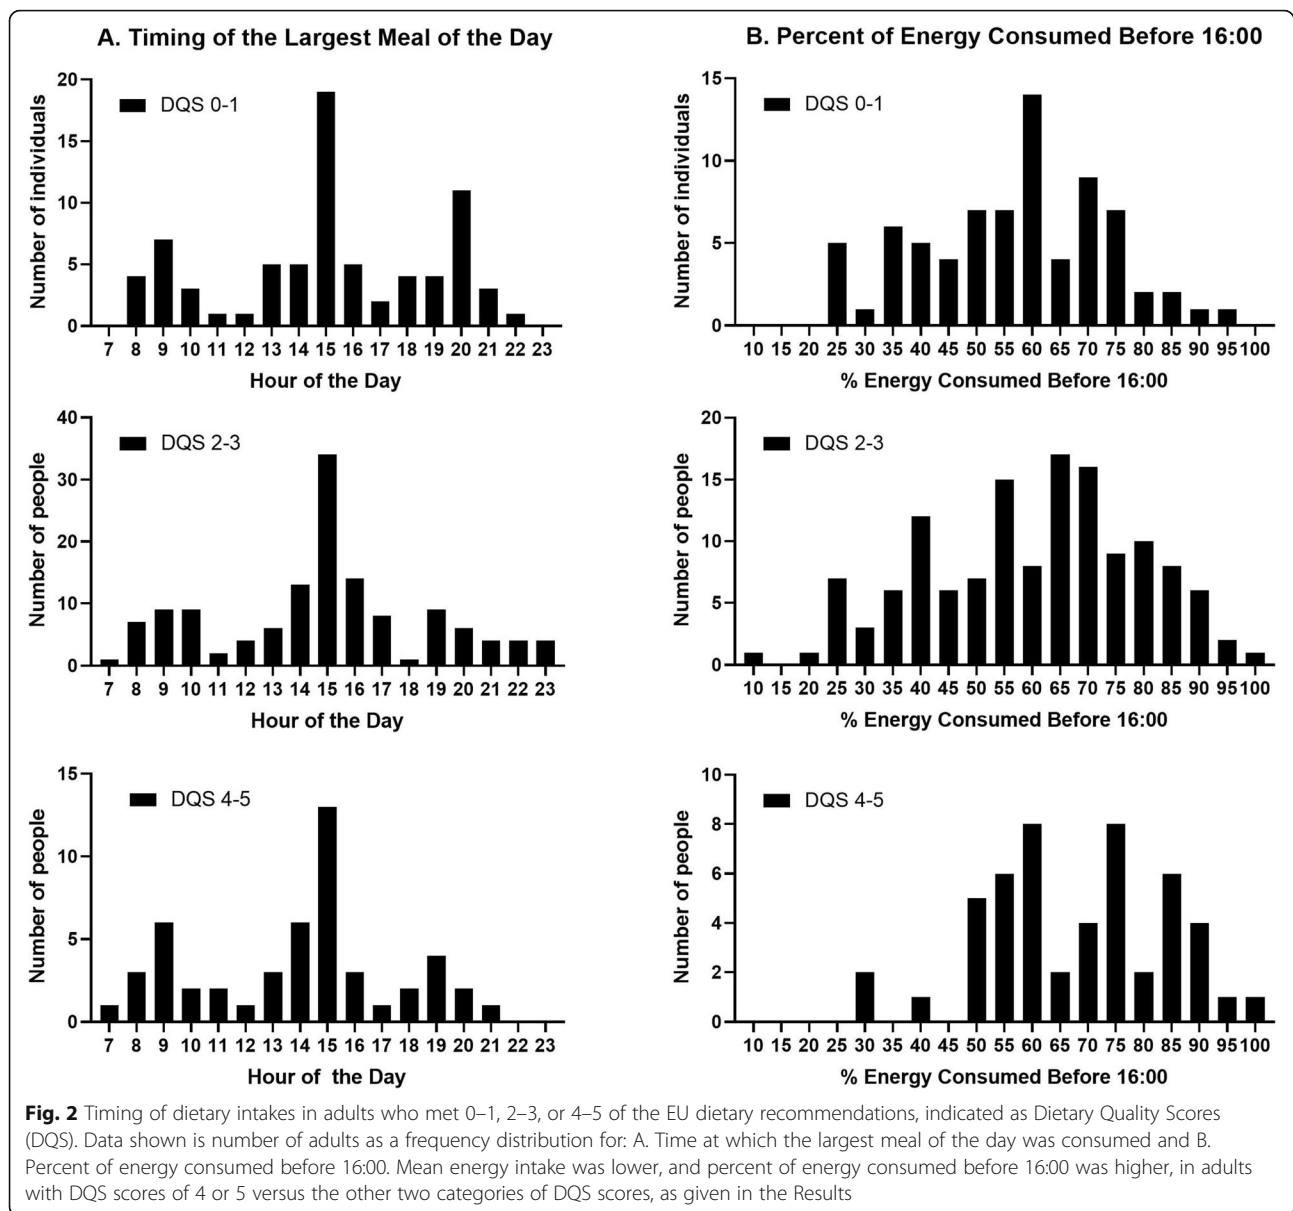 A. Timing of the Largest Meal of the Day
20
15
10
5
0
Number of individuals
DQS 0-1
7 8 9 10 11 12 13 14 15 16 17 18 19 20 21 22 23
Hour of the Day
40
30
20
10
0
Number of people
DQS 2-3
7 8 9 10 11 12 13 14 15 16 17 18 19 20 21 22 23
Hour of the Day
15
10
5
0
Number of people
DQS 4-5
7 8 9 10 11 12 13 14 15 16 17 18 19 20 21 22 23
Hour of the Day
B. Percent of Energy Consumed Before 16:00
15
10
5
0
Number of individuals
DQS 0-1
10 15 20 25 30 35 40 45 50 55 60 65 70 75 80 85 90 95 100
% Energy Consumed Before 16:00
20
15
10
5
0
Number of people
DQS 2-3
10 15 20 25 30 35 40 45 50 55 60 65 70 75 80 85 90 95 100
% Energy Consumed Before 16:00
10
8
6
4
2
0
Number of people
DQS 4-5
10 15 20 25 30 35 40 45 50 55 60 65 70 75 80 85 90 95 100
% Energy Consumed Before 16:00
Fig. 2 Timing of dietary intakes in adults who met 0–1, 2–3, or 4–5 of the EU dietary recommendations, indicated as Dietary Quality Scores
(DQS). Data shown is number of adults as a frequency distribution for: A. Time at which the largest meal of the day was consumed and B.
Percent of energy consumed before 16:00. Mean energy intake was lower, and percent of energy consumed before 16:00 was higher, in adults
with DQS scores of 4 or 5 versus the other two categories of DQS scores, as given in the Results